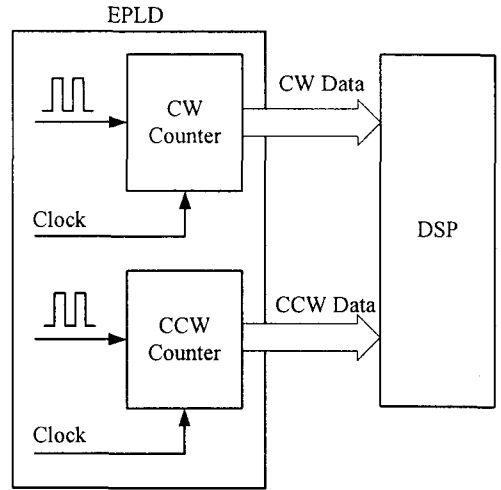 EPLD
CW Data
CW
Counter
Clock
DSP
CCW Data
CCW
Counter
Clock